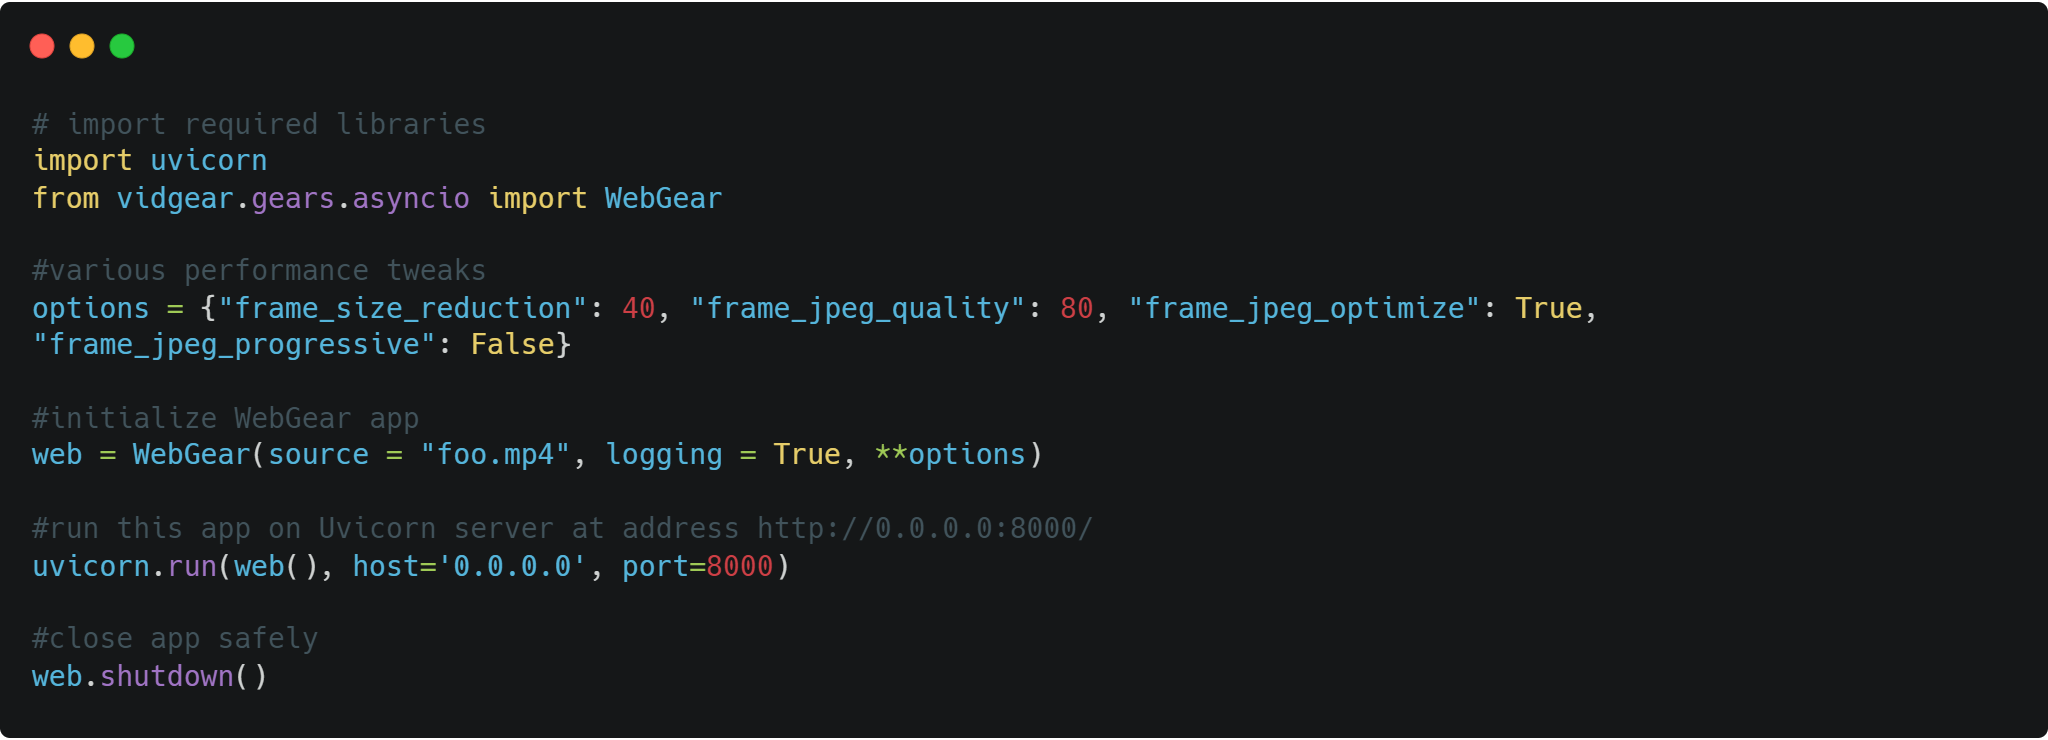 # import required libraries
import uvicorn
from vidgear.gears.asyncio import WebGear
#various performance tweaks
options = {"frame_size_reduction": 40, "frame_jpeg_quality": 80, "frame_jpeg_optimize": True,
"frame_jpeg_progressive": False}
#initialize WebGear app
web = WebGear(source = "foo.mp4", logging = True, **options)
#run this app on Uvicorn server at address http://0.0.0.0:8000/
uvicorn.run(web(), host='0.0.0.0', port=8000)
#close app safely
web.shutdown()